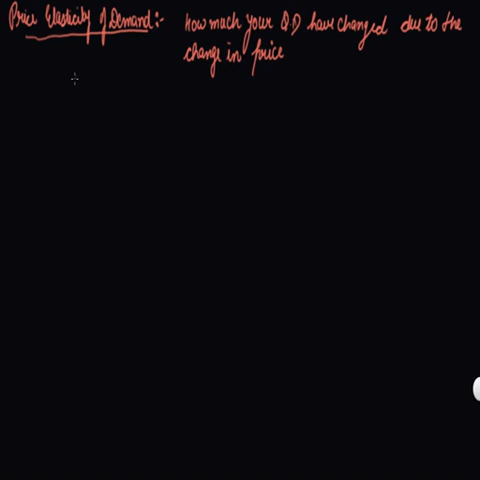 Price Elasticity of Demand:- How much your Q.D have changed due to the
change in price